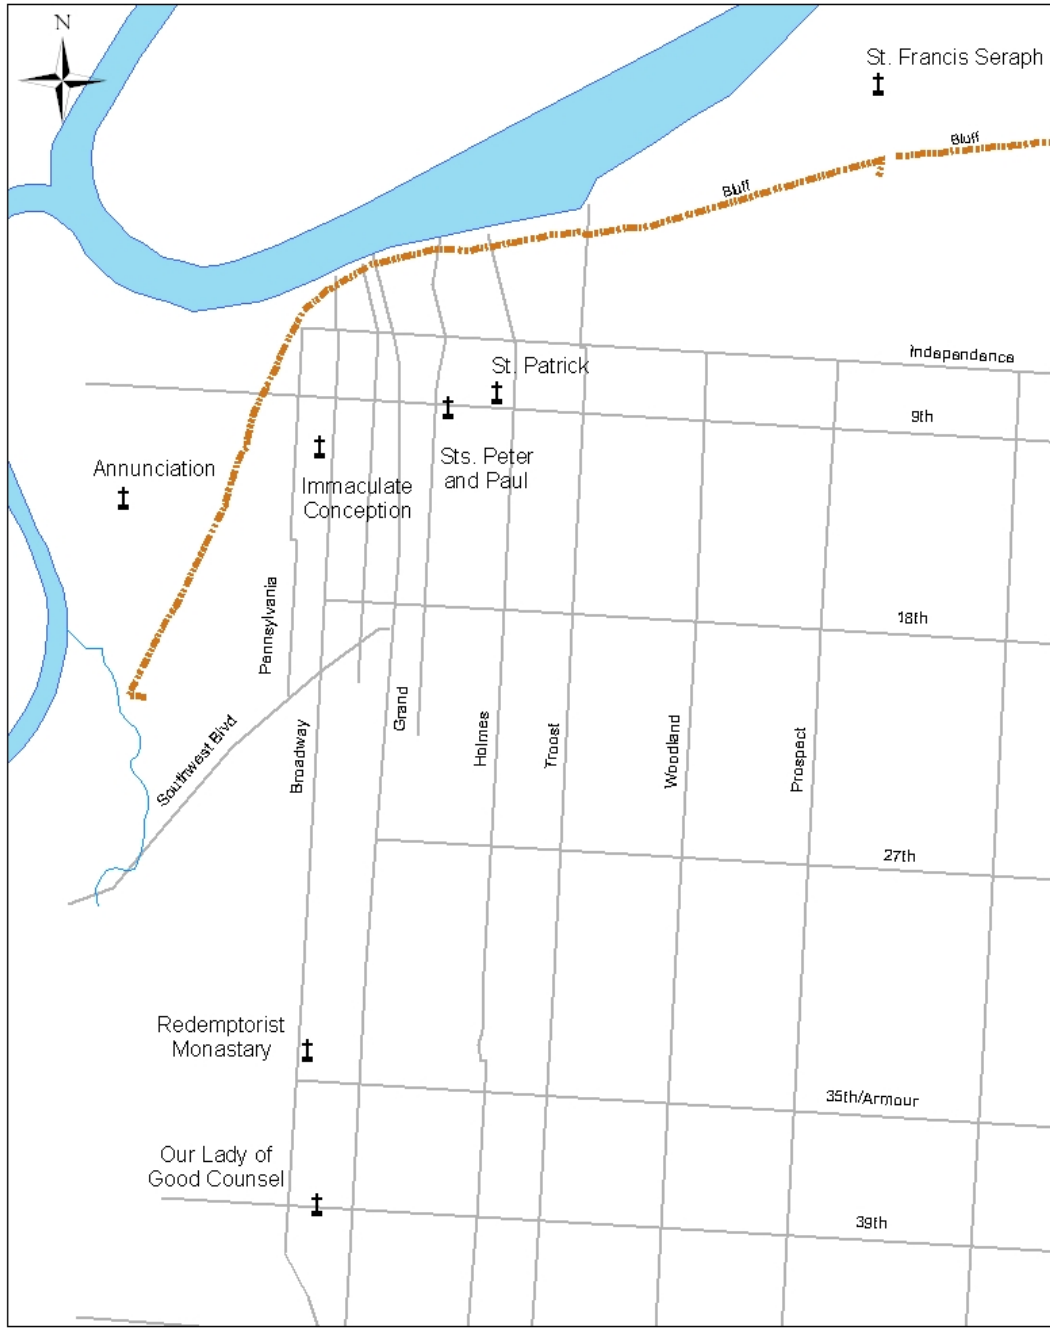 N
St. Francis Seraph
Bluff
Bluff
Independence
St. Patrick
9th
Sts. Peter
and Paul
Annunciation
Immaculate
Conception
Pennsylvania
18th
Grand
Southwest Blvd
Broadway
Holmes
Troost
Woodland
Prospect
27th
Redemptorist
Monastary
35th/Armour
Our Lady of
Good Counsel
39th